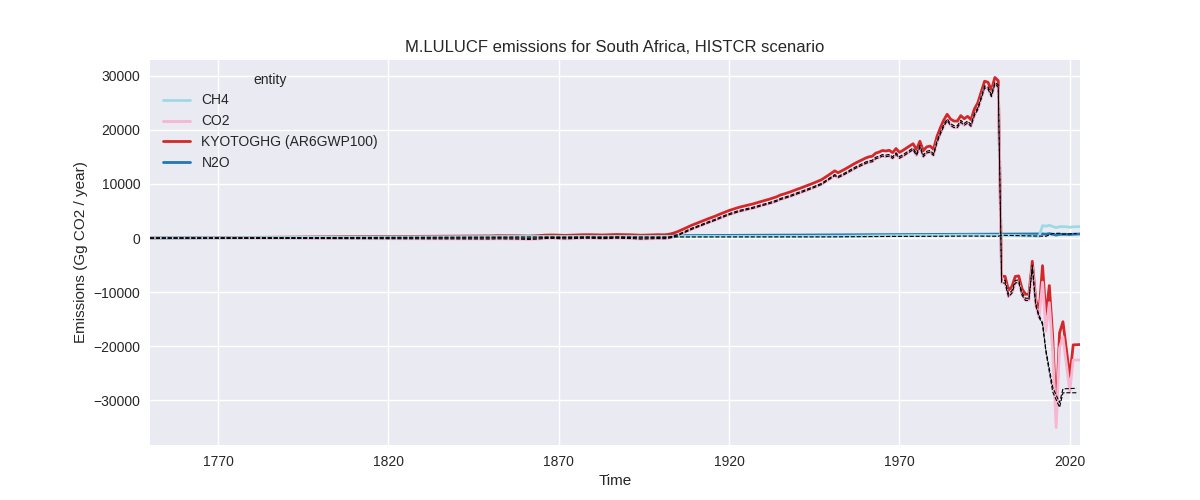 M.LULUCF emissions for South Africa, HISTCR scenario
entity
CH4
CO2
KYOTOGHG (AR6GWP100)
N2O
Emissions (Gg CO2 / year)
30000
20000
10000
0
−10000
−20000
−30000
1770
1820
1870
1920
1970
2020
Time